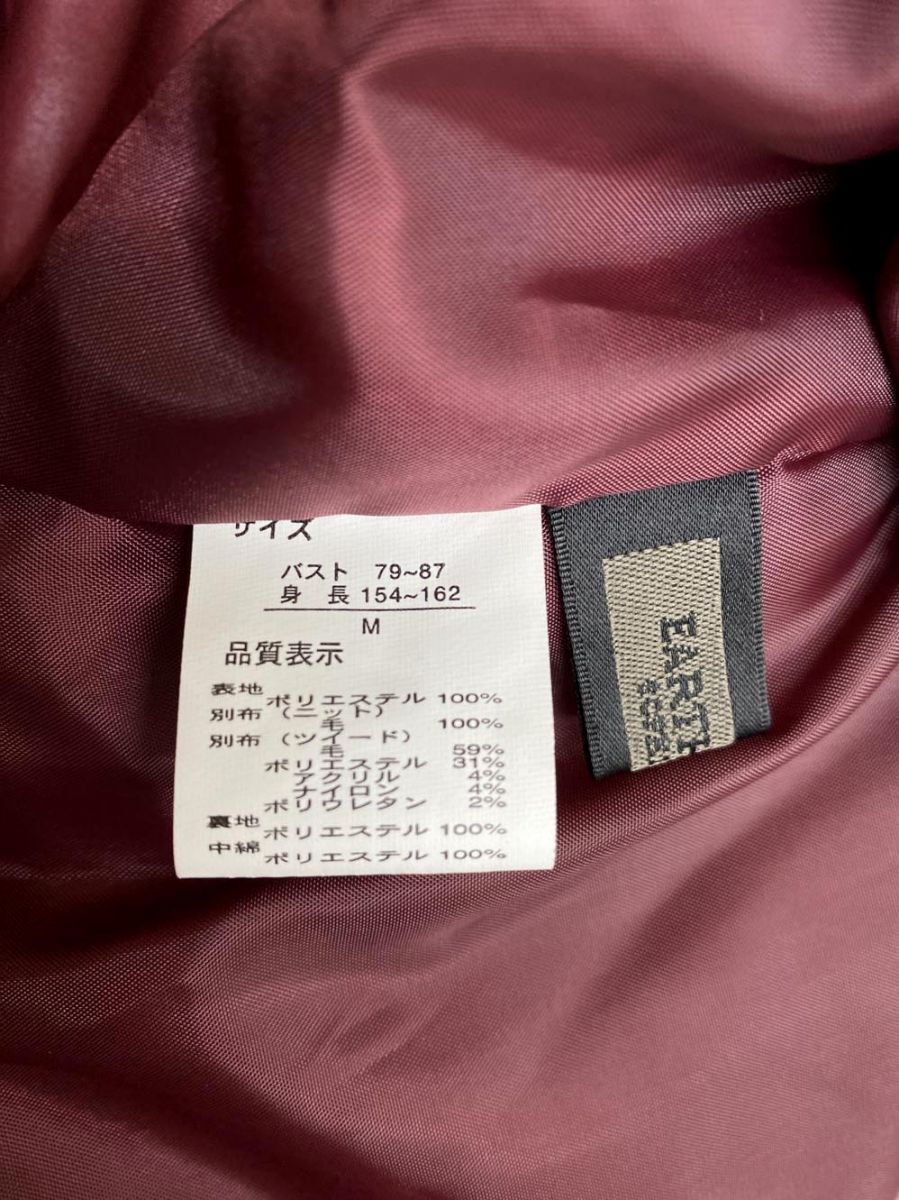 サイズ
バスト 79~87
身 長 154~162
M
品質表示
表地
ポリエステル 100%
別布 (ニット)
毛 100%
別布 (ツイード)
毛 59%
ポリエステル 31%
アクリル 4%
ナイロン 4%
ポリウレタン 2%
裏地
ポリエステル 100%
中綿
ポリエステル 100%